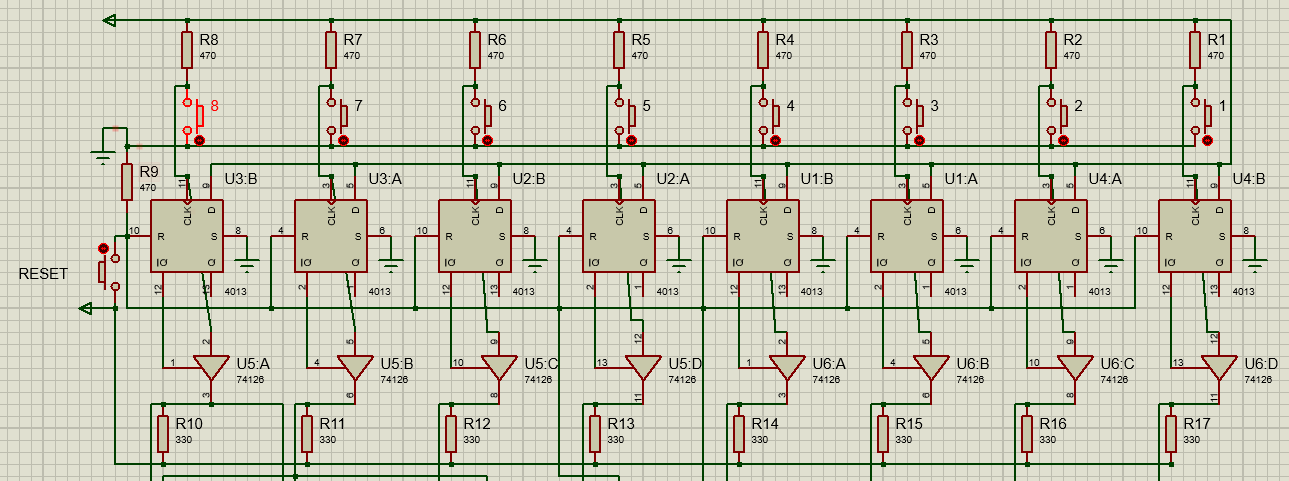 R8 R7 R6 R5 R4 R3 R2 R1
470 470 470 470 470 470 470 470
8 7 6 5 4 3 2 1
R9
470
U3:B U3:A U2:B U2:A U1:B U1:A U4:A U4:B
11 9 3 5 11 9 3 5 11 9 3 5 3 5 11 9
CLK D CLK D CLK D CLK D CLK D CLK D CLK D CLK D
10 R S 8 4 R S 6 10 R S 8 4 R S 6 10 R S 8 4 R S 6 4 R S 6 10 R S 8
RESET
Q Q Q Q Q Q Q Q Q Q Q Q Q Q Q Q
12 13 4013 2 1 4013 12 13 4013 2 1 4013 12 13 4013 2 1 4013 2 1 4013 12 13 4013
2 5 9 12 2 5 9 12
1 U5:A 4 U5:B 10 U5:C 13 U5:D 1 U6:A 4 U6:B 10 U6:C 13 U6:D
74126 74126 74126 74126 74126 74126 74126 74126
3 6 8 11 3 6 8 11
R10 R11 R12 R13 R14 R15 R16 R17
330 330 330 330 330 330 330 330